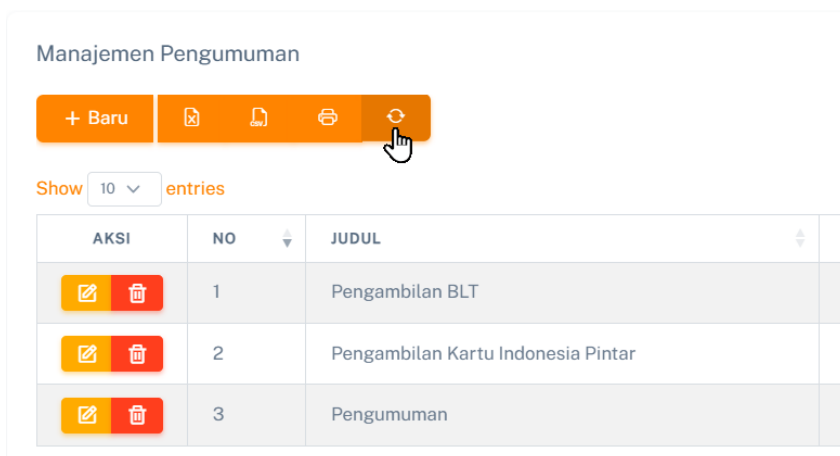 Manajemen Pengumuman
+ Baru CSV
Show 10 entries
AKSI NO JUDUL
1 Pengambilan BLT
2 Pengambilan Kartu Indonesia Pintar
3 Pengumuman